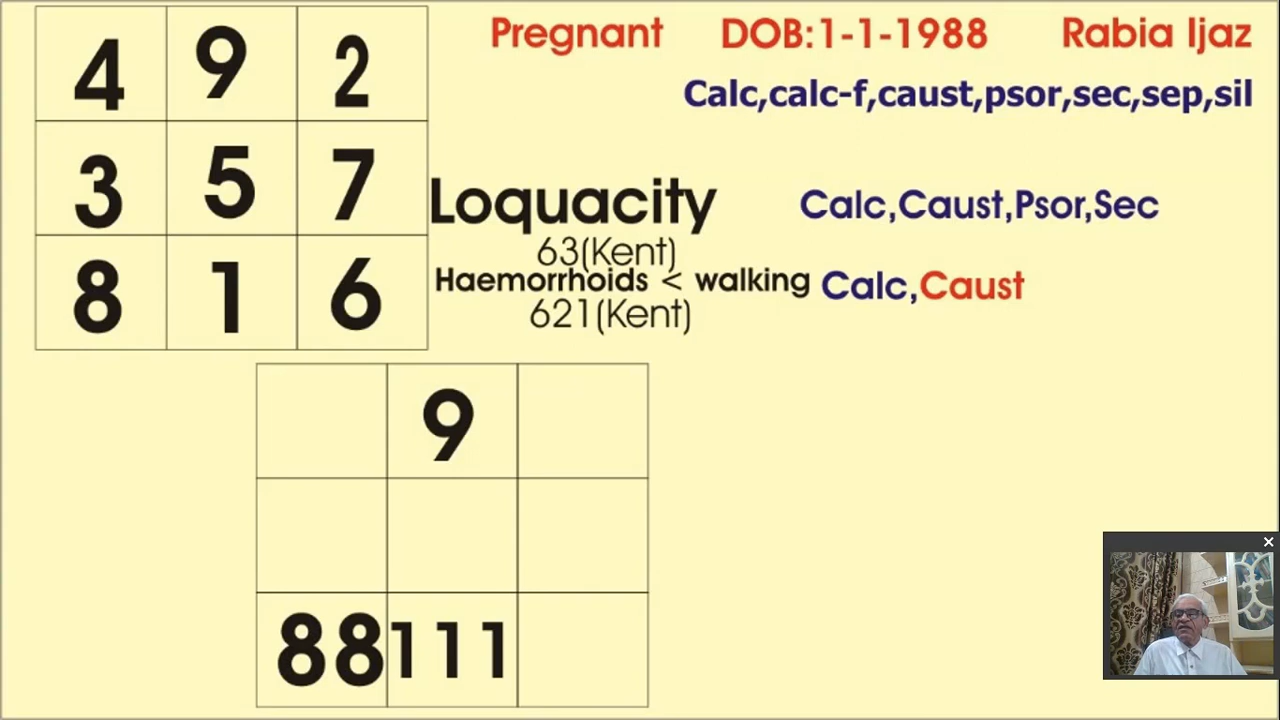 4 9 2
3 5 7
8 1 6
Pregnant DOB:1-1-1988 Rabia Ijaz
Calc,calc-f,caust,psor,sec,sep,sil
Loquacity Calc,Caust,Psor,Sec
63(Kent)
Haemorrhoids < walking Calc,Caust
621(Kent)
9
88 111